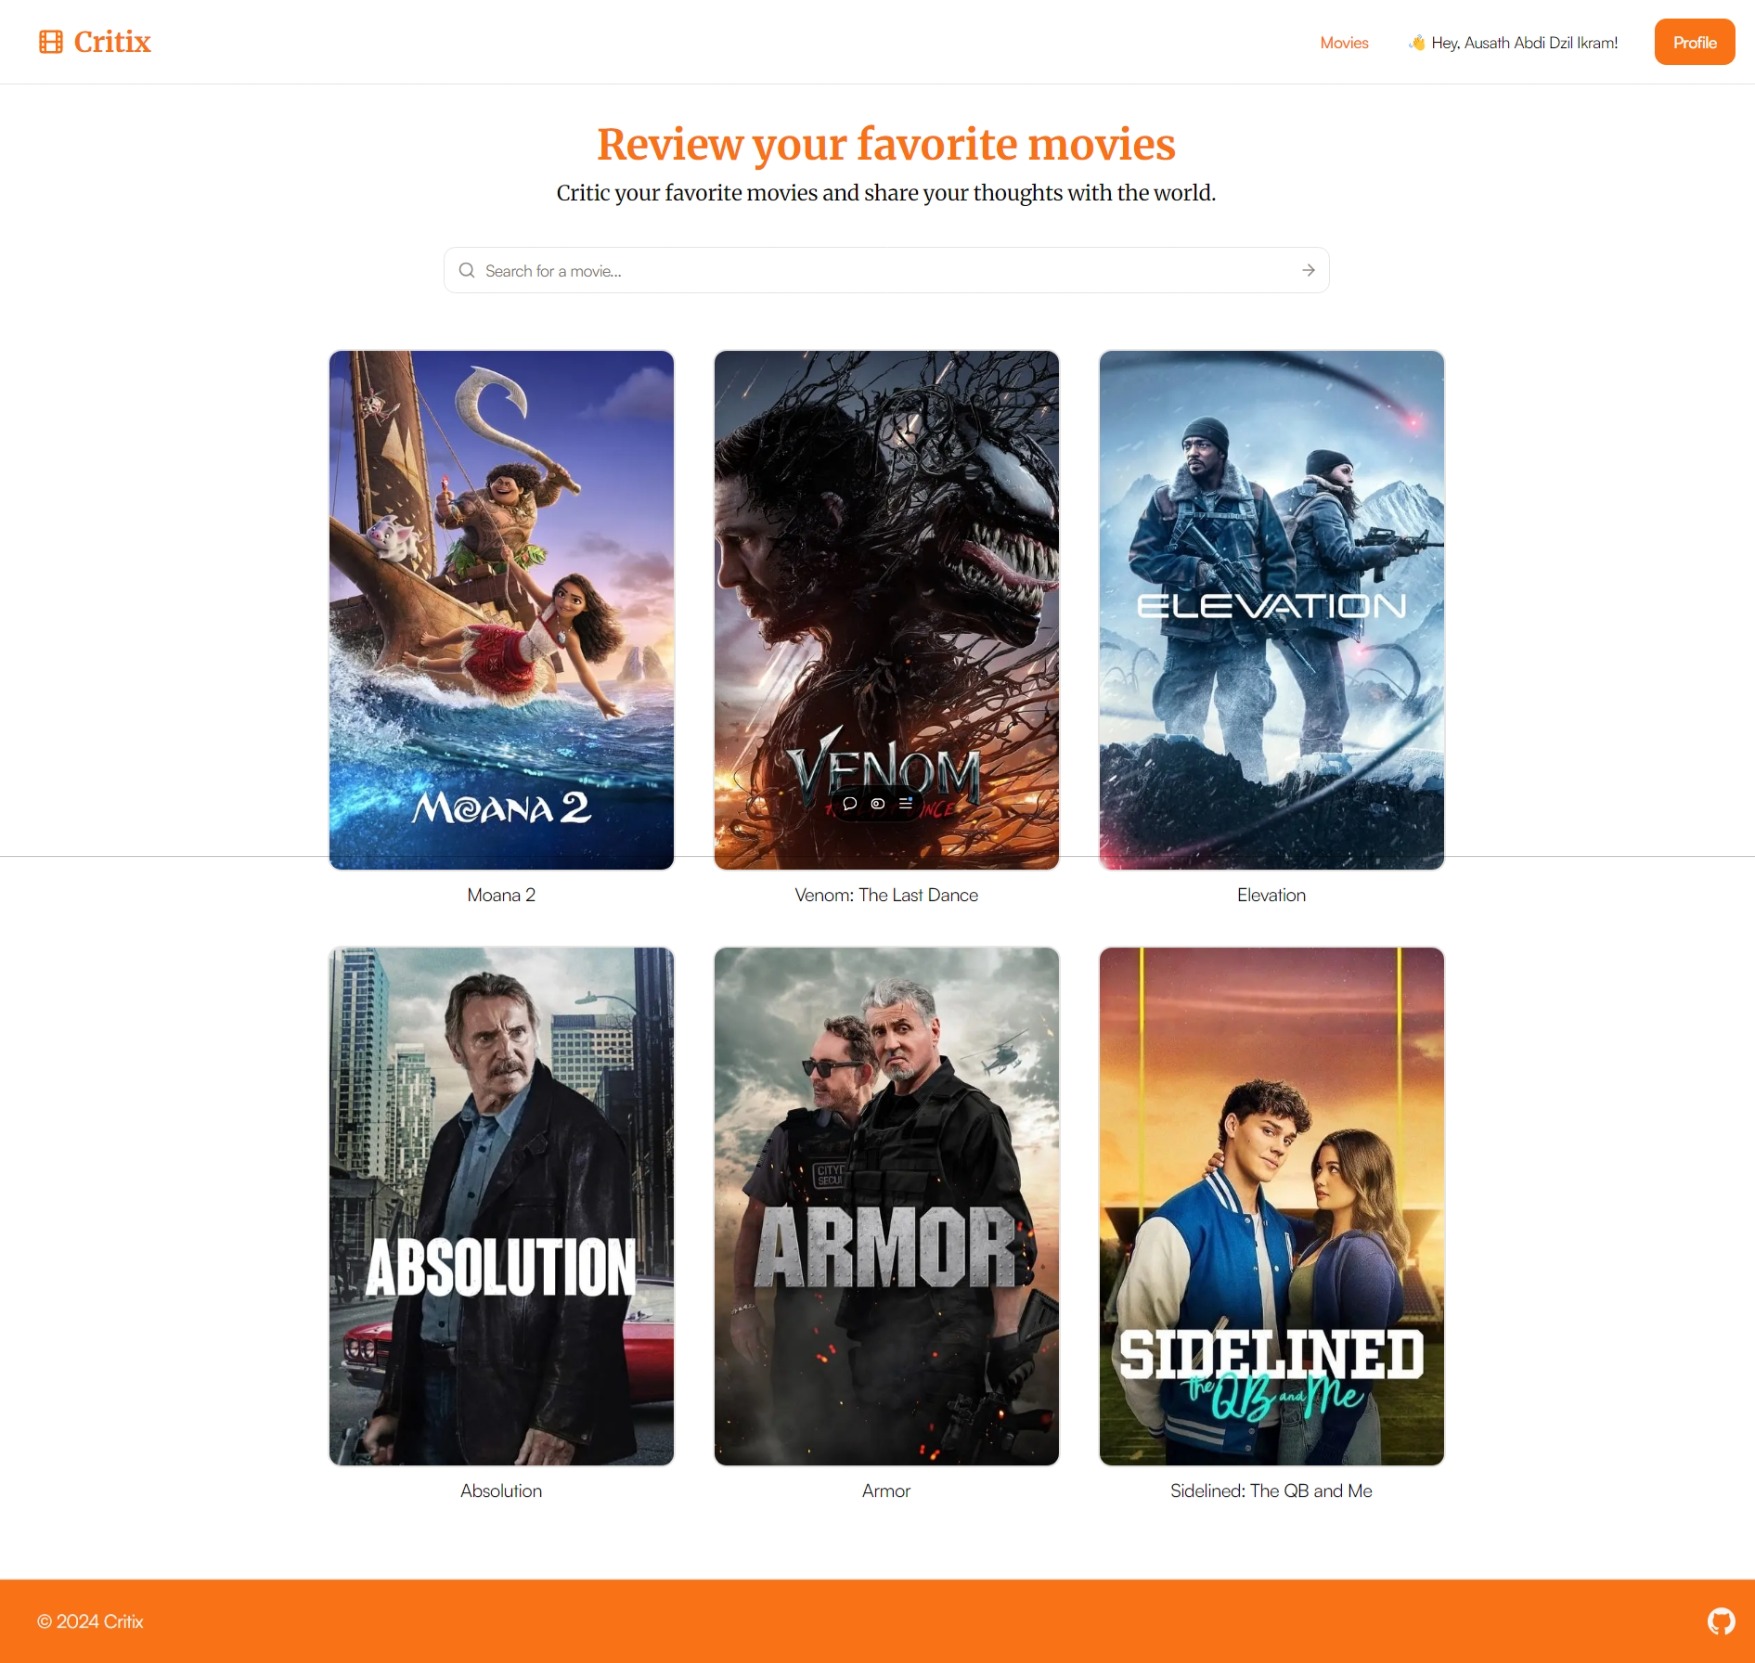 Critix
Movies
👋 Hey, Ausath Abdi Dzil Ikram!
Profile
Review your favorite movies
Critic your favorite movies and share your thoughts with the world.
Search for a movie...
MOANA 2
VENOM
ELEVATION
Moana 2
Venom: The Last Dance
Elevation
ABSOLUTION
ARMOR
SIDELINED
the QB and Me
Absolution
Armor
Sidelined: The QB and Me
© 2024 Critix